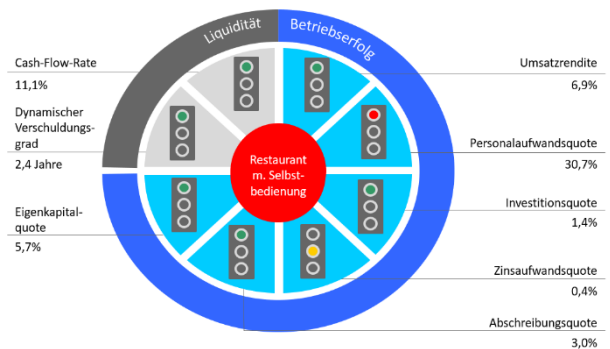 Liquidität
Betriebserfolg
Cash-Flow-Rate
11,1%
Dynamischer
Verschuldungs-
grad
2,4 Jahre
Eigenkapital-
quote
5,7%
Restaurant
m. Selbst-
bedienung
Umsatzrendite
6,9%
Personalaufwandsquote
30,7%
Investitionsquote
1,4%
Zinsaufwandsquote
0,4%
Abschreibungsquote
3,0%